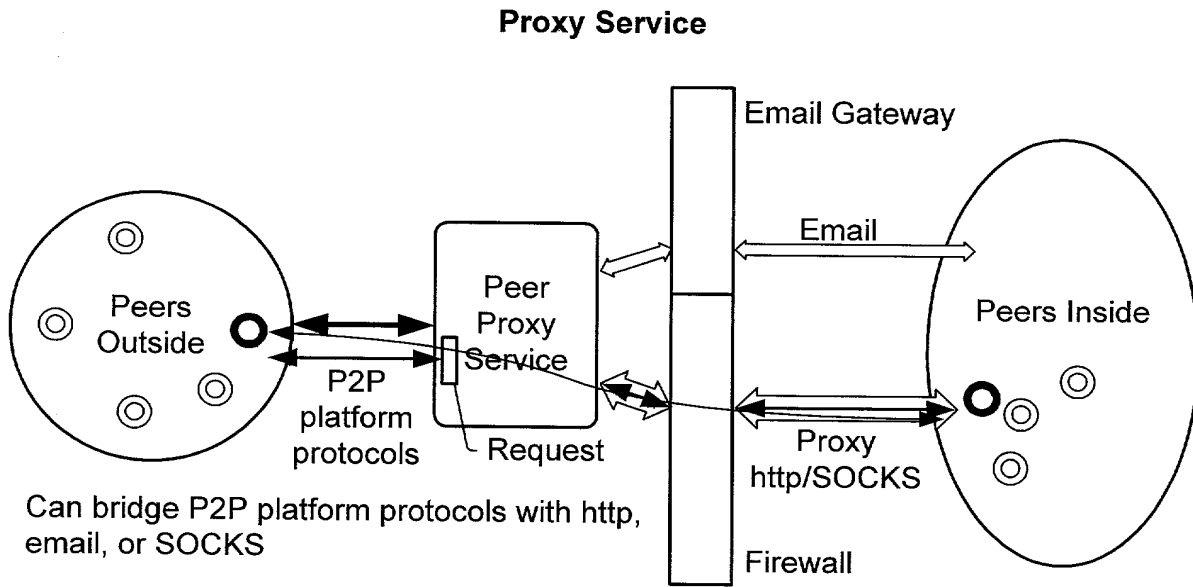 Proxy Service
Email Gateway
Email
Peers
Outside
Peer
Proxy
Service
Peers Inside
P2P
platform
protocols
Request
Proxy
http/SOCKS
Can bridge P2P platform protocols with http,
email, or SOCKS
Firewall